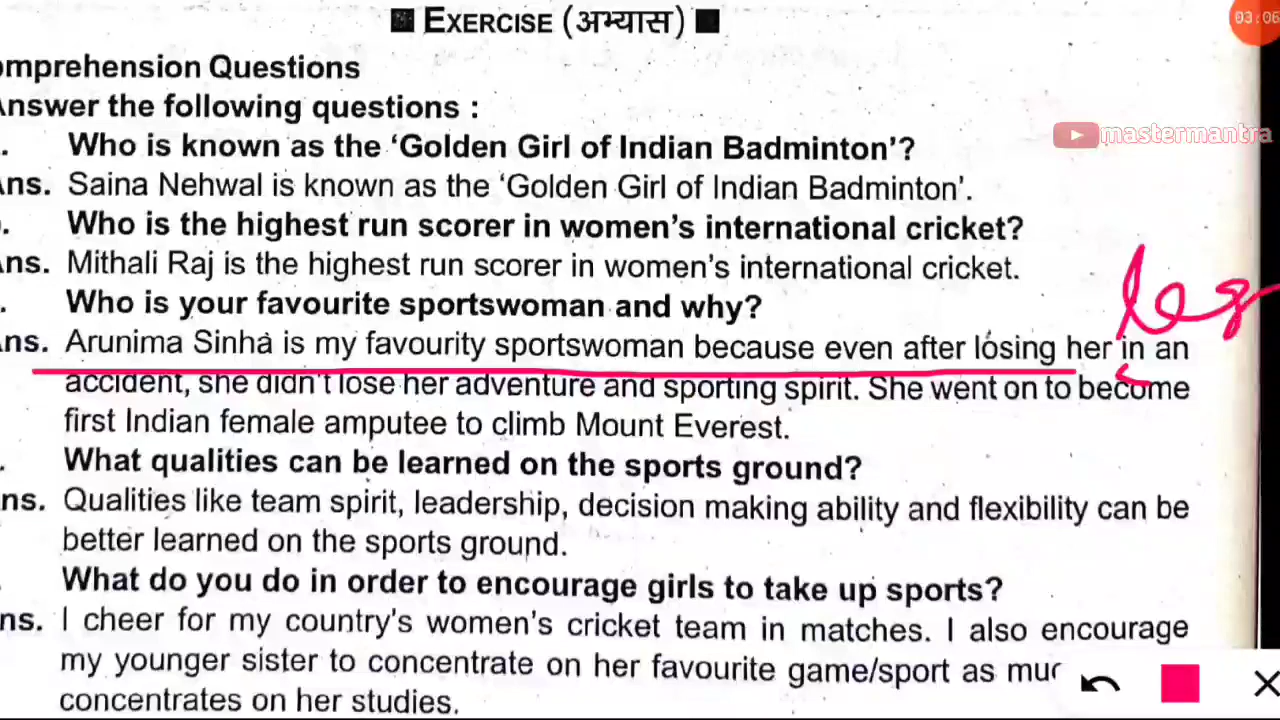 ■ EXERCISE (अभ्यास) ■
03:06
omprehension Questions
Answer the following questions :
mastermantra
. Who is known as the ‘Golden Girl of Indian Badminton’?
Ans. Saina Nehwal is known as the ‘Golden Girl of Indian Badminton’.
. Who is the highest run scorer in women’s international cricket?
Ans. Mithali Raj is the highest run scorer in women’s international cricket.
. Who is your favourite sportswoman and why?
leg
ns. Arunima Sinha is my favourity sportswoman because even after losing her in an
accident, she didn't lose her adventure and sporting spirit. She went on to become
first Indian female amputee to climb Mount Everest.
. What qualities can be learned on the sports ground?
ns. Qualities like team spirit, leadership, decision making ability and flexibility can be
better learned on the sports ground.
. What do you do in order to encourage girls to take up sports?
ns. I cheer for my country's women's cricket team in matches. I also encourage
my younger sister to concentrate on her favourite game/sport as muc
concentrates on her studies.